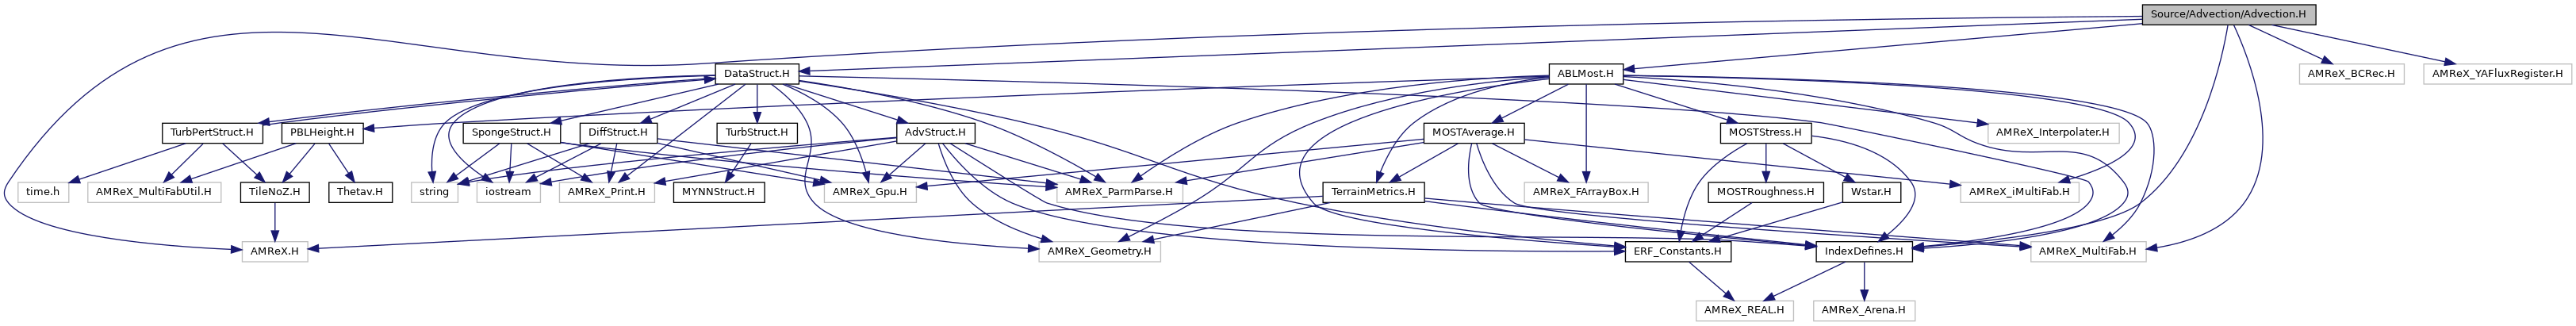 Source/Advection/Advection.H
DataStruct.H
ABLMost.H
AMReX_BCRec.H
AMReX_YAFluxRegister.H
TurbPertStruct.H
PBLHeight.H
SpongeStruct.H
DiffStruct.H
TurbStruct.H
AdvStruct.H
MOSTAverage.H
MOSTStress.H
AMReX_Interpolater.H
time.h
AMReX_MultiFabUtil.H
TileNoZ.H
Thetav.H
string
iostream
AMReX_Print.H
MYNNStruct.H
AMReX_Gpu.H
AMReX_ParmParse.H
TerrainMetrics.H
AMReX_FArrayBox.H
MOSTRoughness.H
Wstar.H
AMReX_iMultiFab.H
AMReX.H
AMReX_Geometry.H
ERF_Constants.H
IndexDefines.H
AMReX_MultiFab.H
AMReX_REAL.H
AMReX_Arena.H